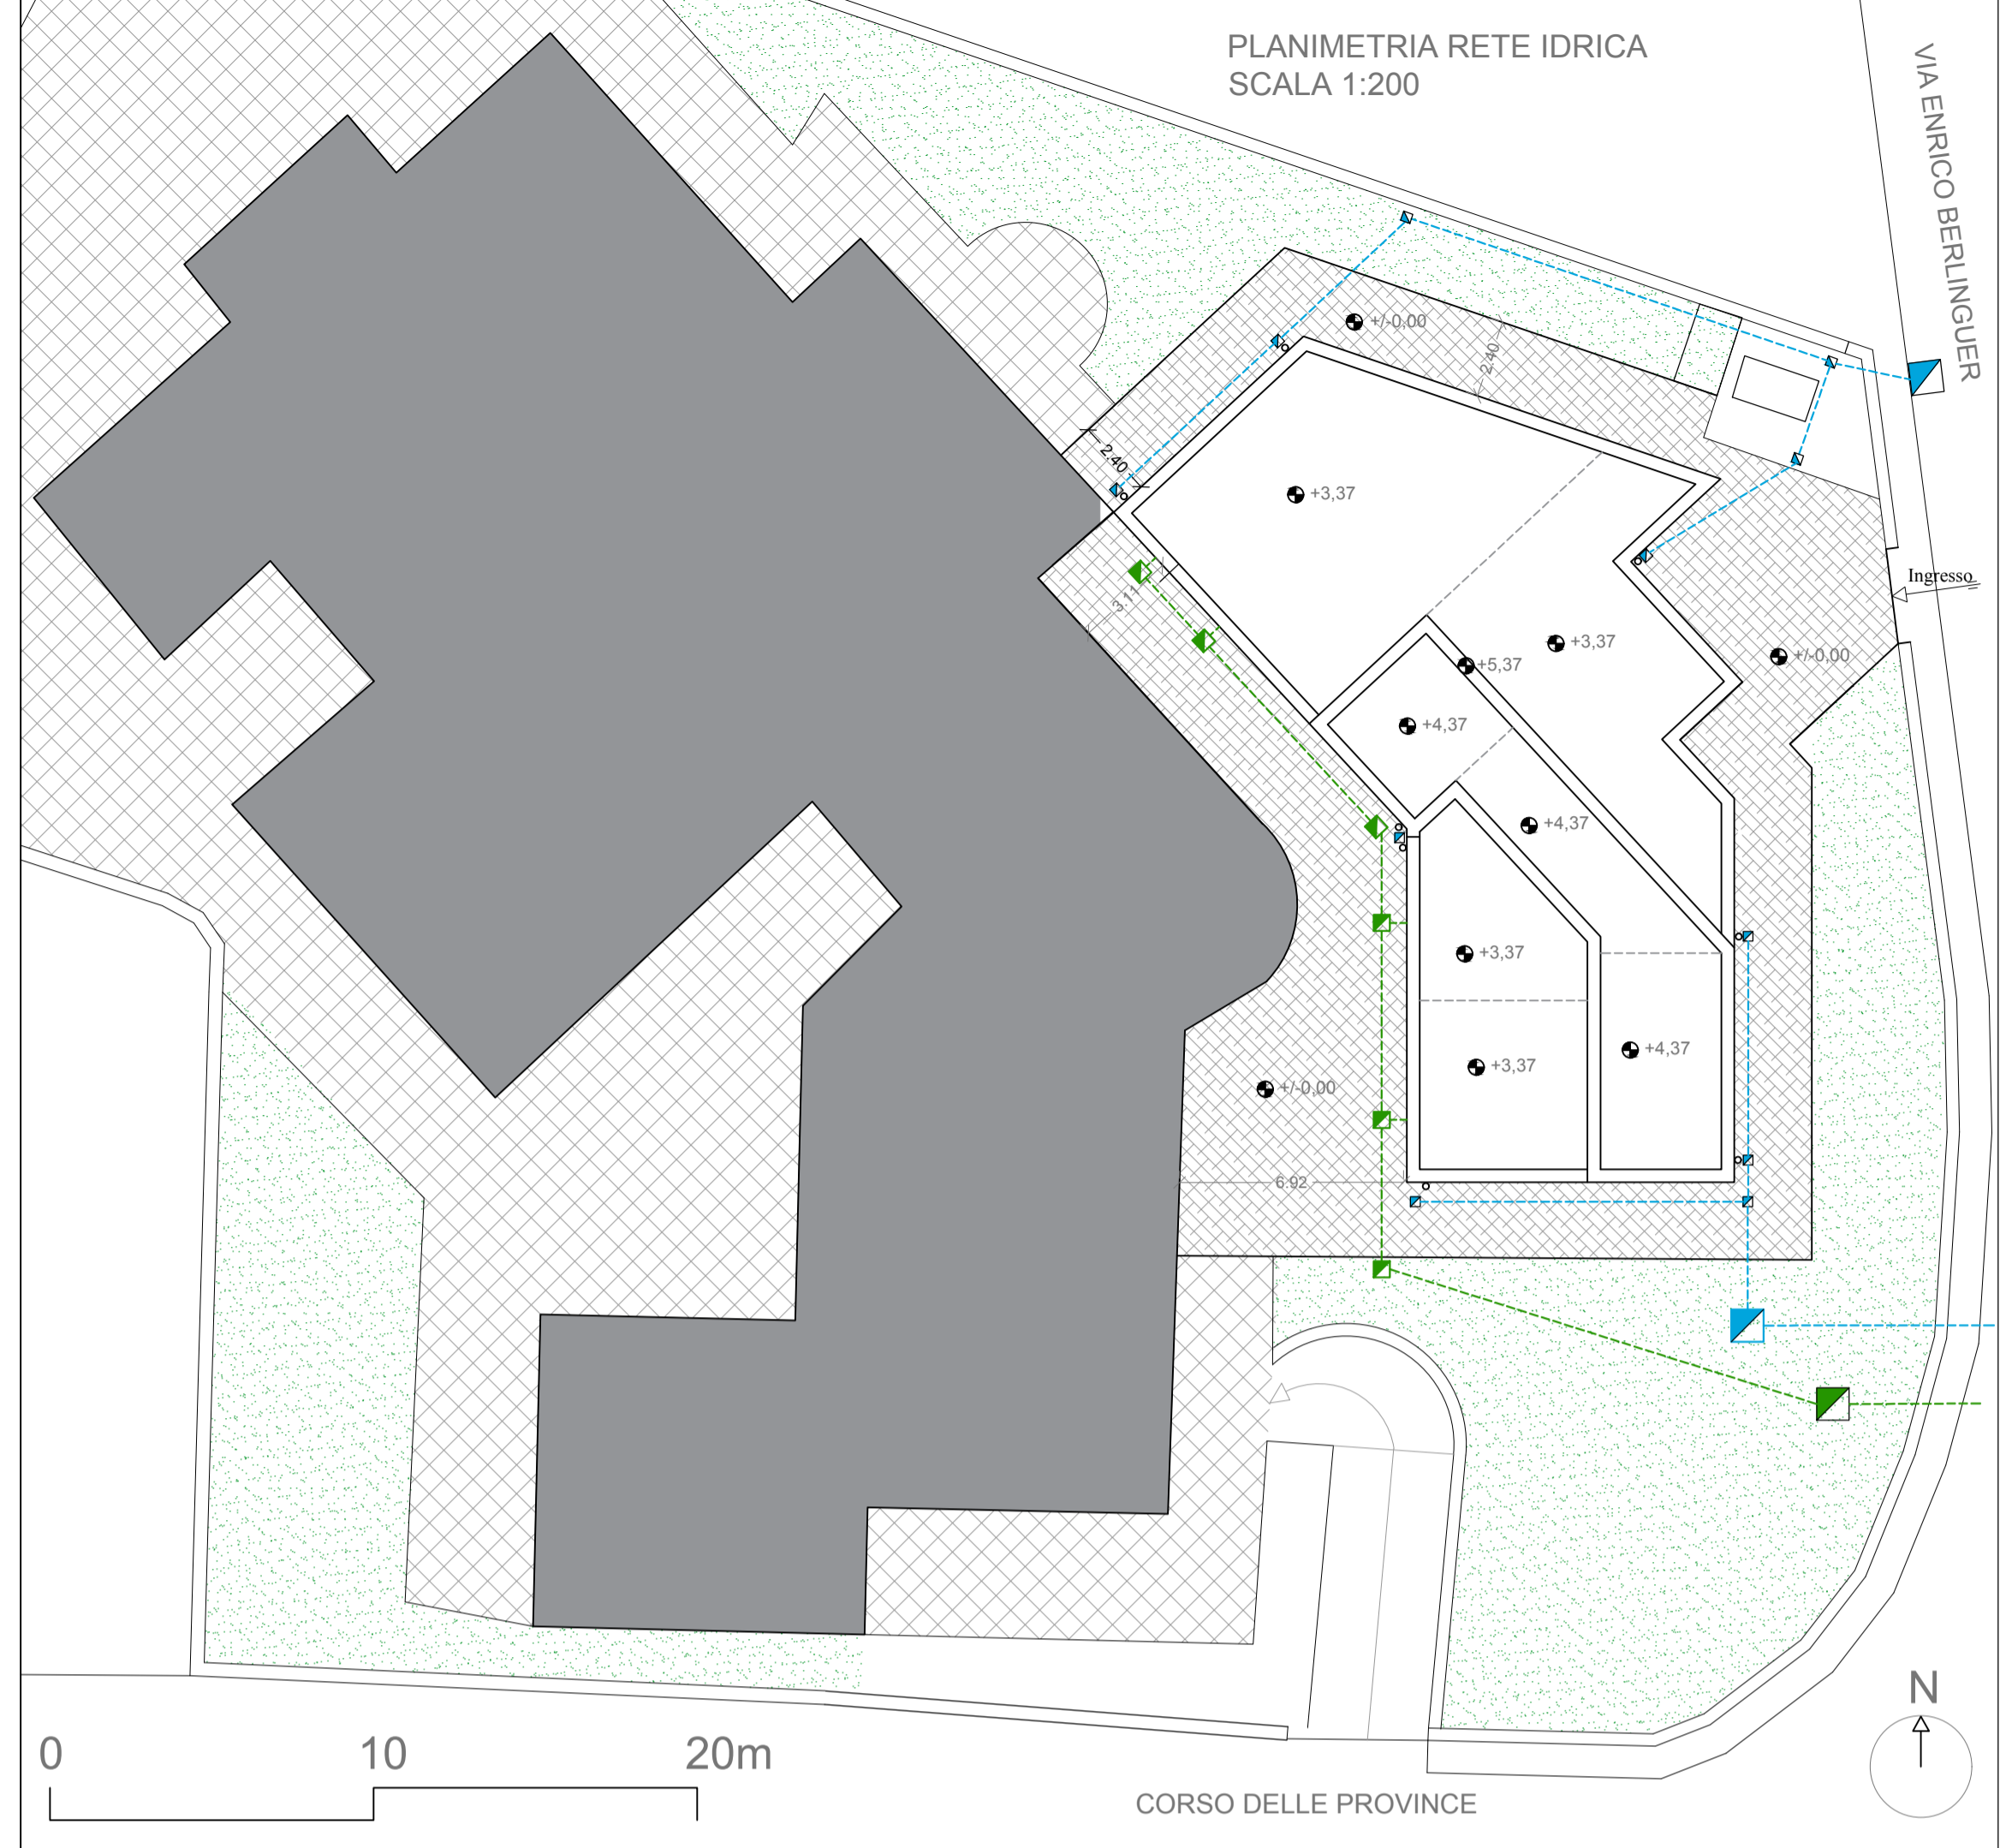 PLANIMETRIA RETE IDRICA
SCALA 1:200
VIA ENRICO BERLINGUER
+/-0,00
2.40
2.40
+3,37
Ingresso
3.11
+3,37
+/-0,00
+5,37
+4,37
+4,37
+3,37
+4,37
+3,37
+/-0,00
6.92
N
0
10
20m
CORSO DELLE PROVINCE